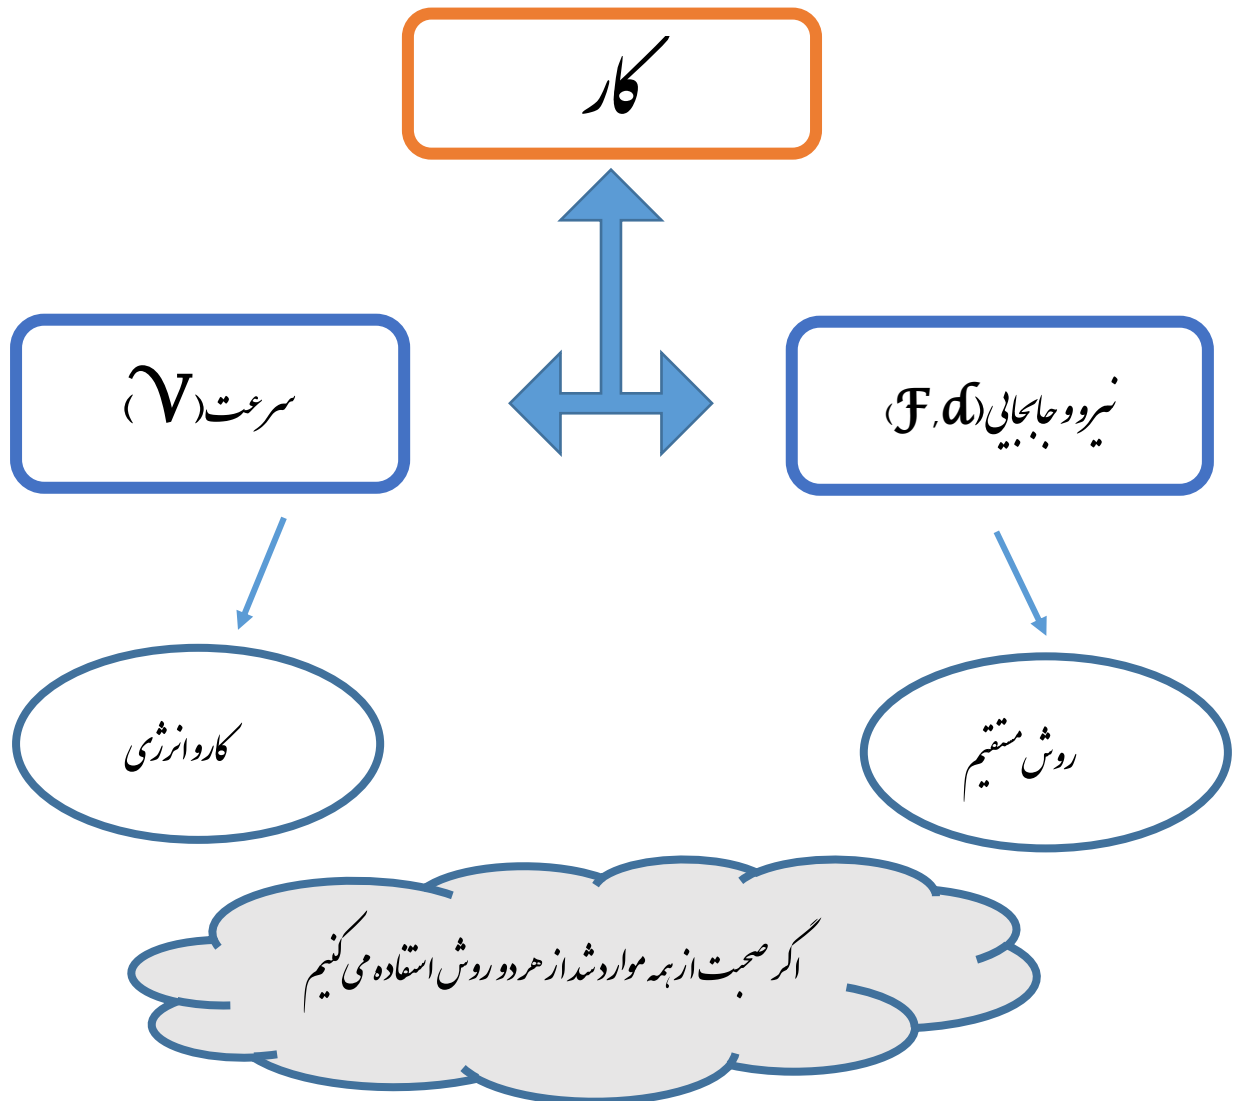 کار
نیرو و جابجایی(F,d)
سرعت(V)
روش مستقیم
کار و انرژی
اگر صحبت از همه موارد شد از هر دو روش استفاده می کنیم